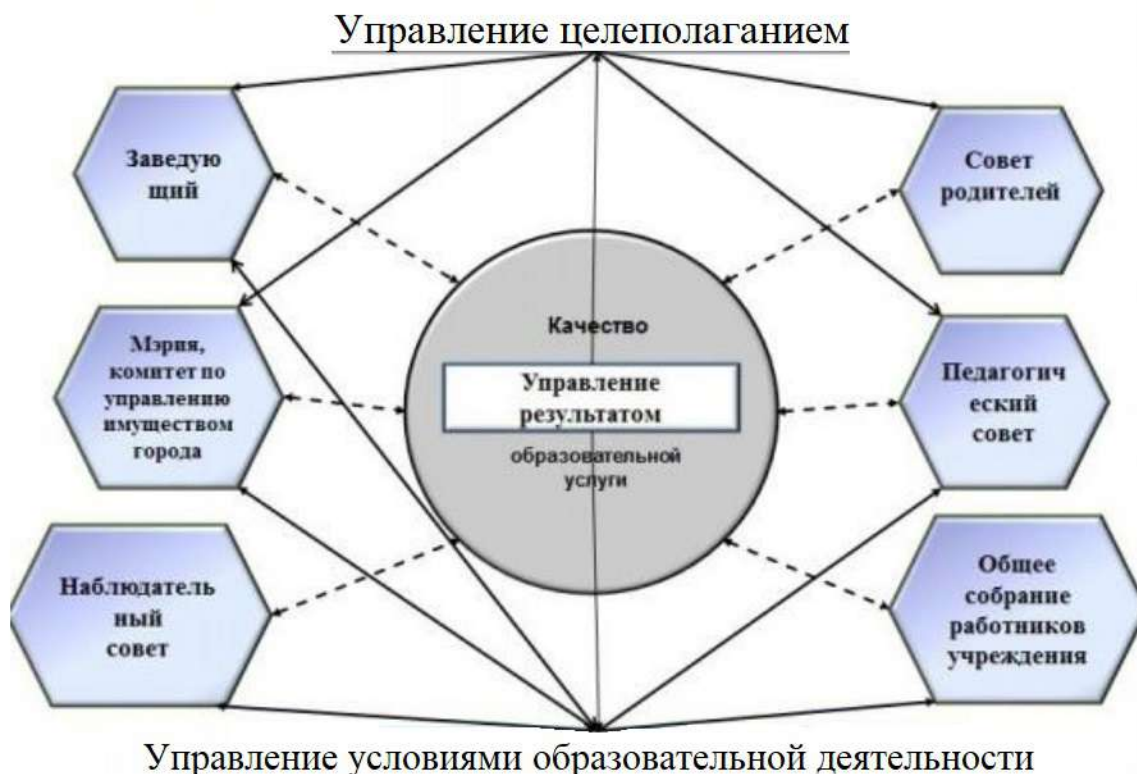 Управление целеполаганием
Заведую
щий
Совет
родителей
Качество
Управление
результатом
образовательной
услуги
Мэрия,
комитет по
управлению
имуществом
города
Педагогич
еский
совет
Наблюдатель
ный
совет
Общее
собрание
работников
учреждения
Управление условиями образовательной деятельности